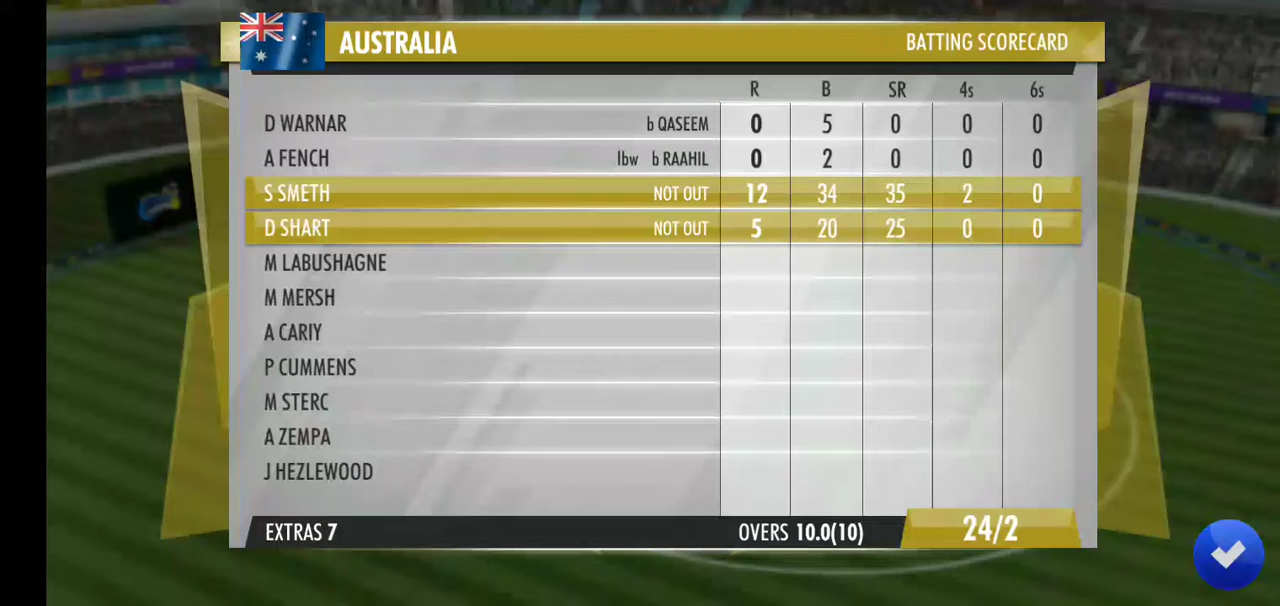 AUSTRALIA BATTING SCORECARD
R B SR 4s 6s
D WARNAR b QASEEM 0 5 0 0 0
A FENCH lbw b RAAHIL 0 2 0 0 0
S SMETH NOT OUT 12 34 35 2 0
D SHART NOT OUT 5 20 25 0 0
M LABUSHAGNE
M MERSH
A CARIY
P CUMMENS
M STERC
A ZEMPA
J HEZLEWOOD
EXTRAS 7 OVERS 10.0(10) 24/2